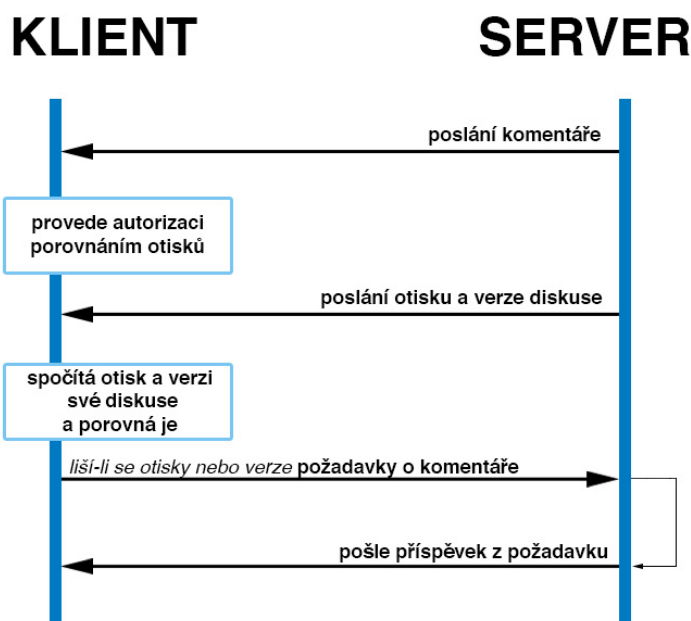 KLIENT SERVER
poslání komentáře
provede autorizaci
porovnáním otisků
poslání otisku a verze diskuse
spočítá otisk a verzi
své diskuse
a porovná je
liší-li se otisky nebo verze požadavky o komentáře
pošle příspěvek z požadavku